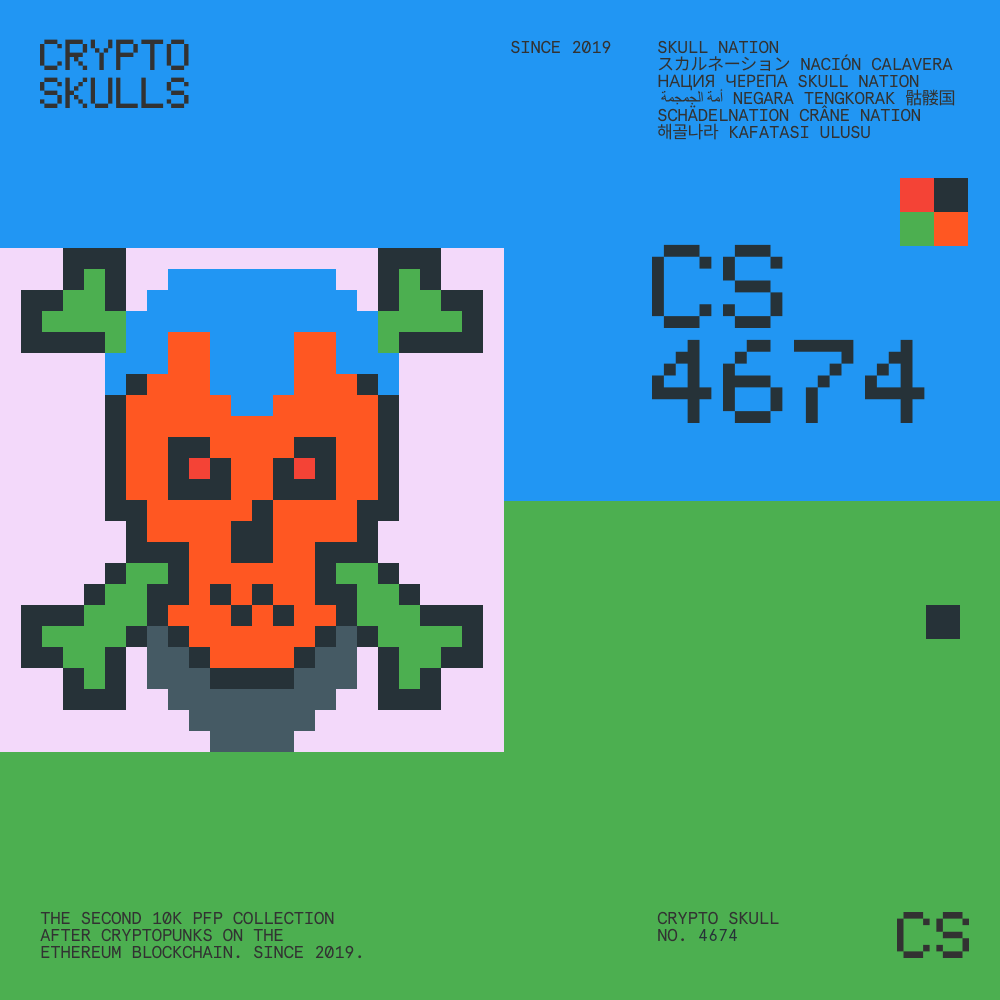 CRYPTO
SKULLS
SINCE 2019
SKULL NATION
スカルネーション NACIÓN CALAVERA
НАЦИЯ ЧЕРЕПА SKULL NATION
أمة الجمجمة NEGARA TENGKORAK 骷髅国
SCHÄDELNATION CRÂNE NATION
해골나라 KAFATASI ULUSU
CS
4674
THE SECOND 10K PFP COLLECTION
AFTER CRYPTOPUNKS ON THE
ETHEREUM BLOCKCHAIN. SINCE 2019.
CRYPTO SKULL
NO. 4674
CS